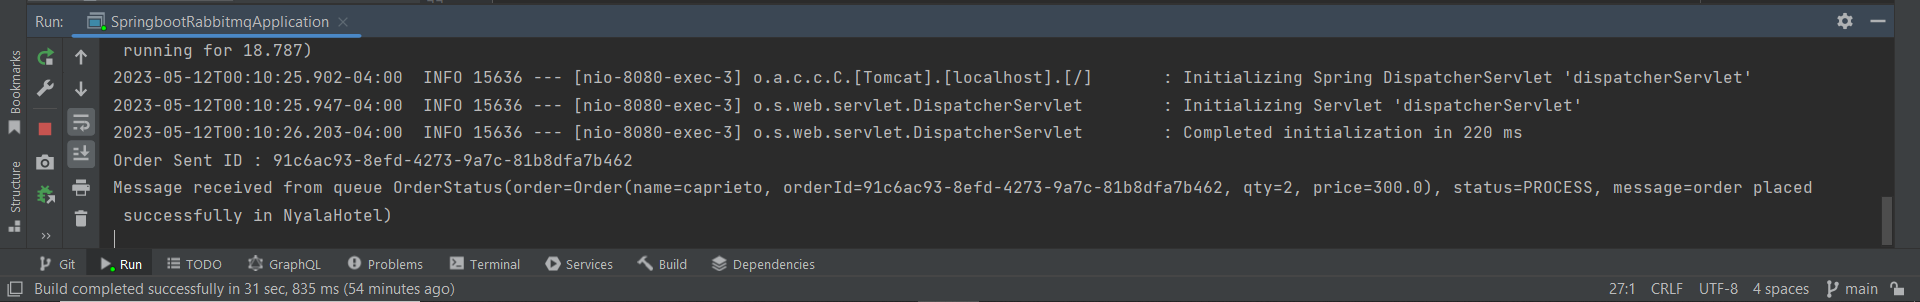 Run: SpringbootRabbitmqApplication
running for 18.787)
2023-05-12T00:10:25.902-04:00  INFO 15636 --- [nio-8080-exec-3] o.a.c.c.C.[Tomcat].[localhost].[/]       : Initializing Spring DispatcherServlet 'dispatcherServlet'
2023-05-12T00:10:25.947-04:00  INFO 15636 --- [nio-8080-exec-3] o.s.web.servlet.DispatcherServlet        : Initializing Servlet 'dispatcherServlet'
2023-05-12T00:10:26.203-04:00  INFO 15636 --- [nio-8080-exec-3] o.s.web.servlet.DispatcherServlet        : Completed initialization in 220 ms
Order Sent ID : 91c6ac93-8efd-4273-9a7c-81b8dfa7b462
Message received from queue OrderStatus(order=Order(name=caprieto, orderId=91c6ac93-8efd-4273-9a7c-81b8dfa7b462, qty=2, price=300.0), status=PROCESS, message=order placed
successfully in NyalaHotel)
Bookmarks
Structure
Git Run TODO GraphQL Problems Terminal Services Build Dependencies
Build completed successfully in 31 sec, 835 ms (54 minutes ago) 27:1 CRLF UTF-8 4 spaces main